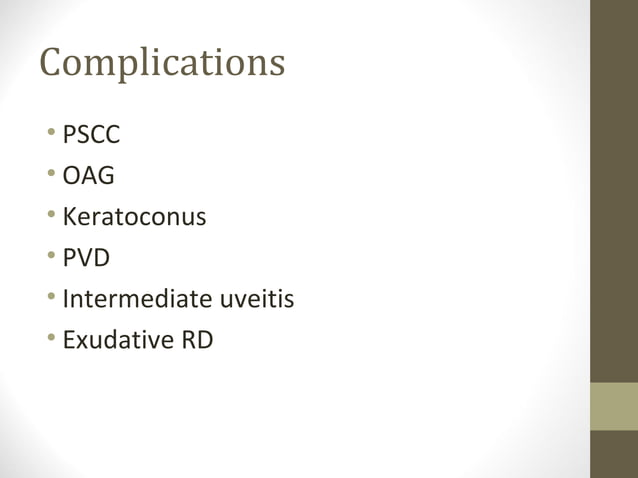 Complications
• PSCC
• OAG
• Keratoconus
• PVD
• Intermediate uveitis
• Exudative RD